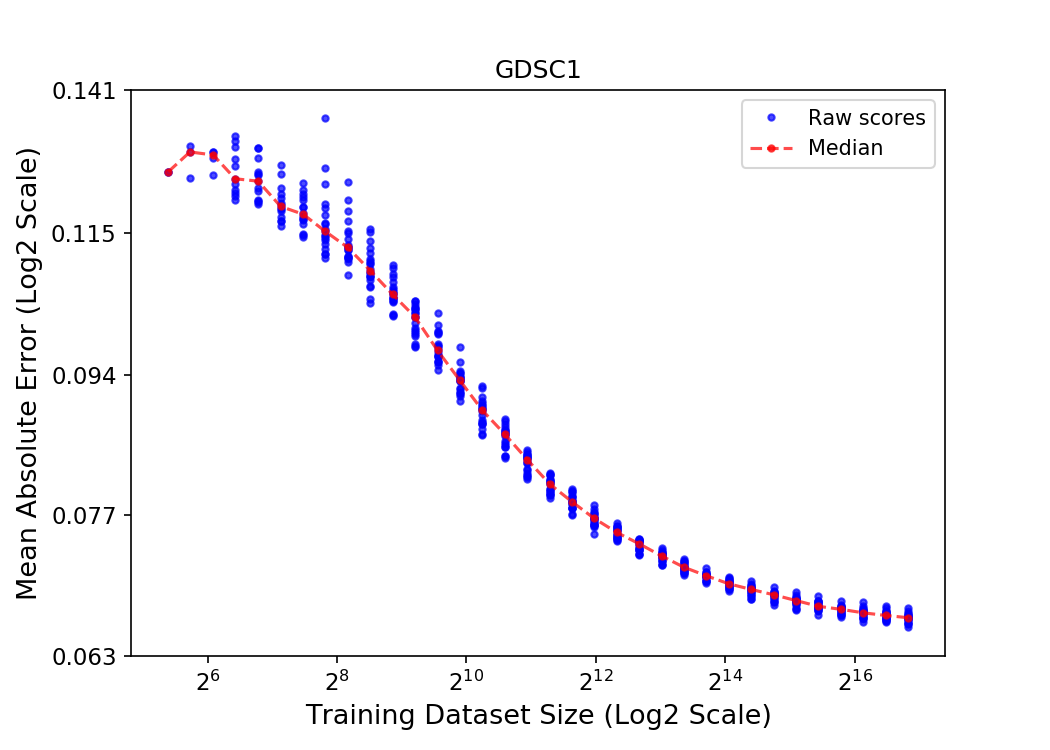 GDSC1
0.141
0.115
0.094
0.077
0.063
Mean Absolute Error (Log2 Scale)
Raw scores
Median
2^6 2^8 2^10 2^12 2^14 2^16
Training Dataset Size (Log2 Scale)